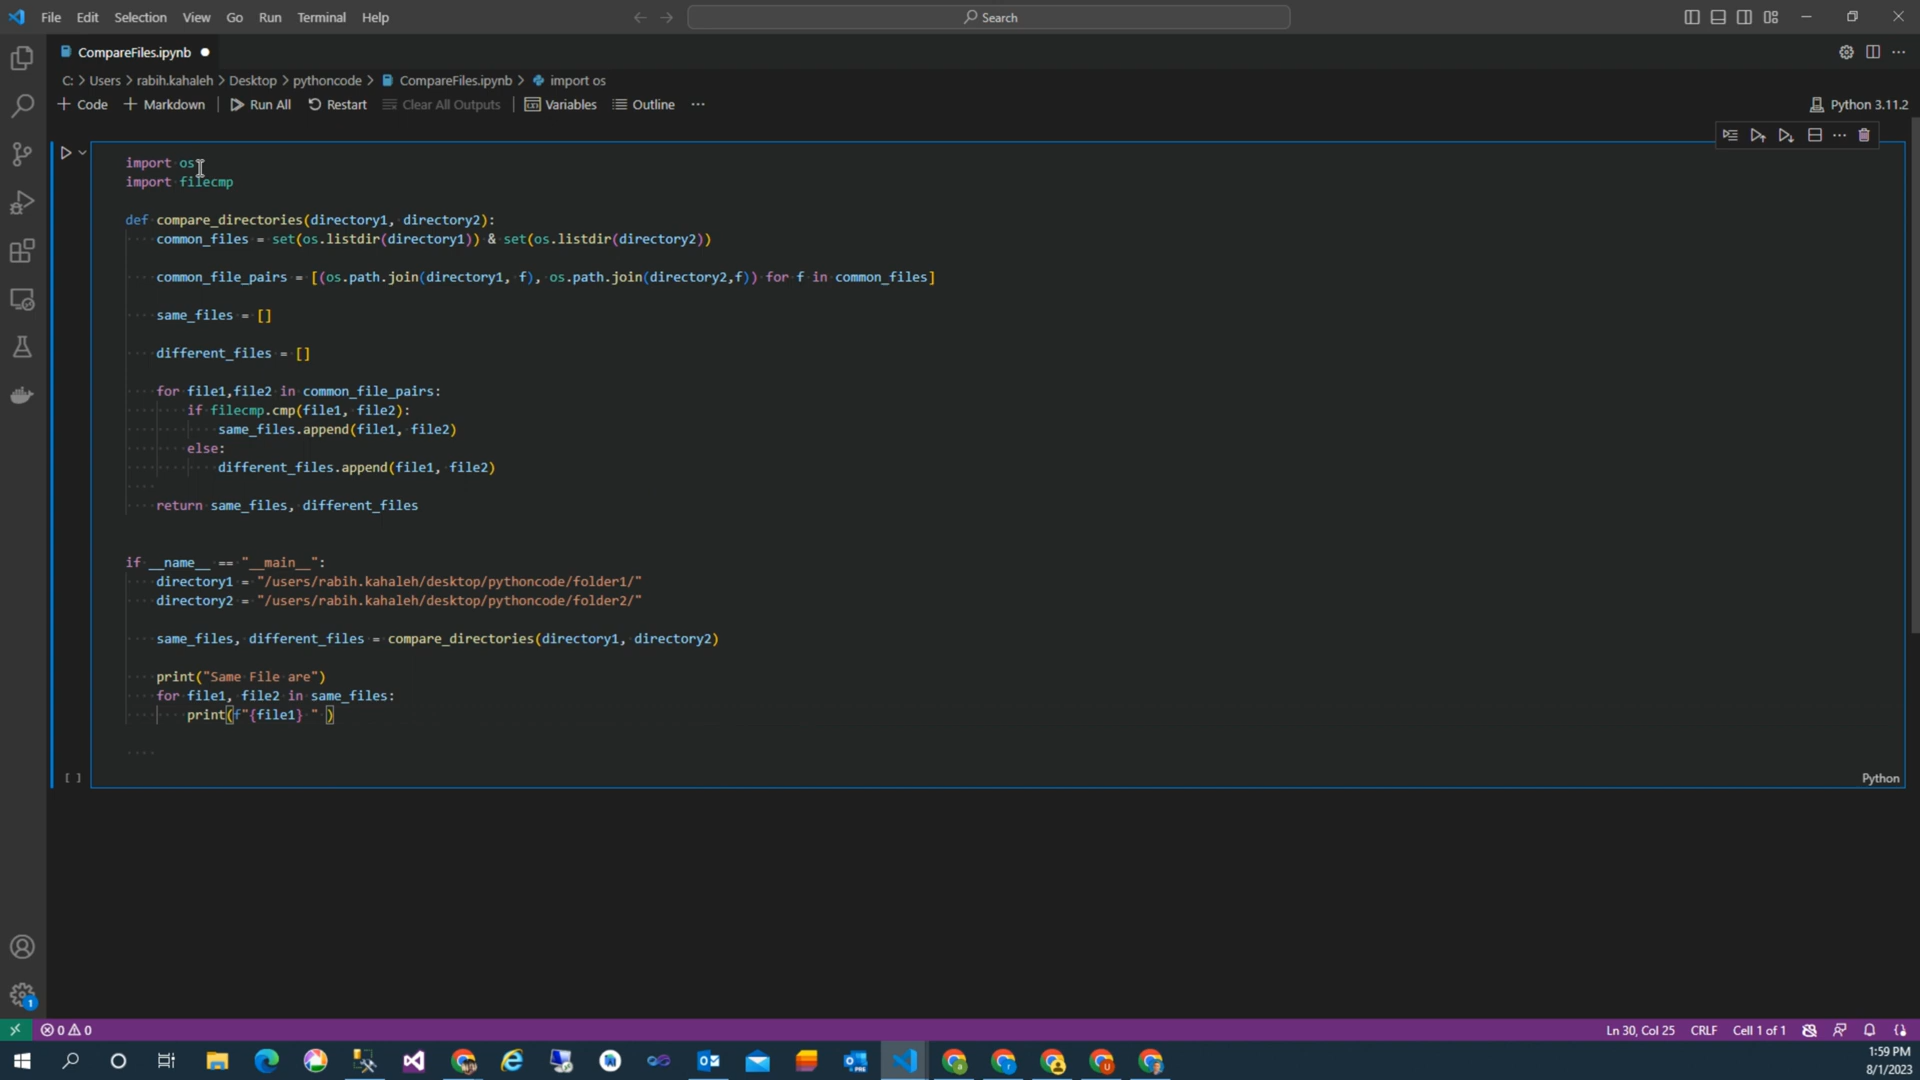 File Edit Selection View Go Run Terminal Help
Search
CompareFiles.ipynb
C: > Users > rabih.kahaleh > Desktop > pythoncode > CompareFiles.ipynb > import os
+ Code + Markdown Run All Restart Clear All Outputs Variables Outline ...
Python 3.11.2
import os
import filecmp
def compare_directories(directory1, directory2):
common_files = set(os.listdir(directory1)) & set(os.listdir(directory2))
common_file_pairs = [(os.path.join(directory1, f), os.path.join(directory2,f)) for f in common_files]
same_files = []
different_files = []
for file1,file2 in common_file_pairs:
if filecmp.cmp(file1, file2):
same_files.append(file1, file2)
else:
different_files.append(file1, file2)
return same_files, different_files
if __name__ == "__main__":
directory1 = "/users/rabih.kahaleh/desktop/pythoncode/folder1/"
directory2 = "/users/rabih.kahaleh/desktop/pythoncode/folder2/"
same_files, different_files = compare_directories(directory1, directory2)
print("Same File are")
for file1, file2 in same_files:
print(f"{file1} " )
[ ]
Python
0 0
Ln 30, Col 25 CRLF Cell 1 of 1
1
1:59 PM
8/1/2023